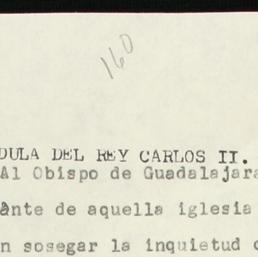 160
DULA DEL REY CARLOS II.
Al Obispo de Guadalajara
ante de aquella iglesia
n sosegar la inquietud